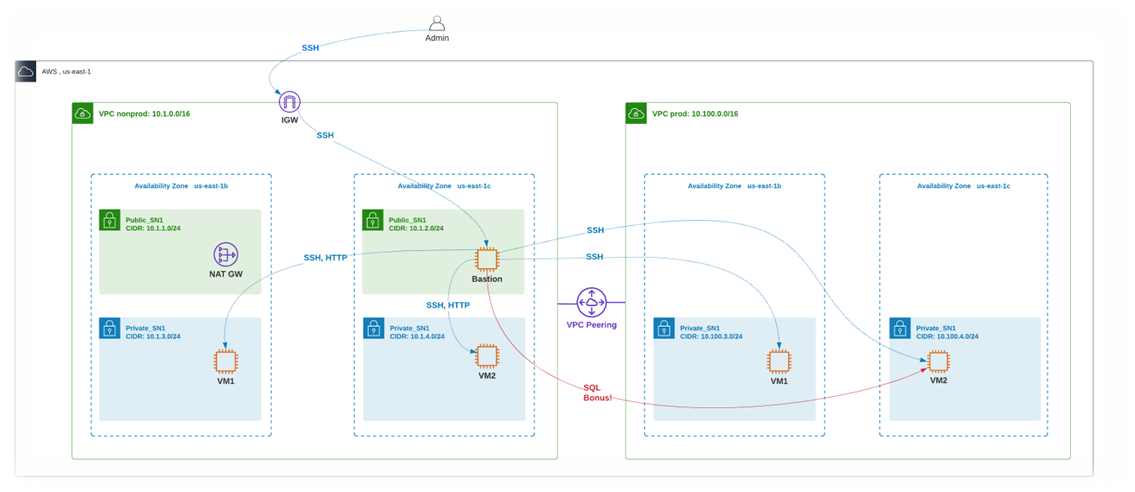 Admin
SSH
AWS , us-east-1
VPC nonprod: 10.1.0.0/16
IGW
VPC prod: 10.100.0.0/16
SSH
Availability Zone us-east-1b
Availability Zone us-east-1c
Availability Zone us-east-1b
Availability Zone us-east-1c
Public_SN1
CIDR: 10.1.1.0/24
NAT GW
Public_SN1
CIDR: 10.1.2.0/24
Bastion
SSH
SSH
SSH, HTTP
SSH, HTTP
VPC Peering
Private_SN1
CIDR: 10.1.3.0/24
VM1
Private_SN1
CIDR: 10.1.4.0/24
VM2
Private_SN1
CIDR: 10.100.3.0/24
VM1
Private_SN1
CIDR: 10.100.4.0/24
VM2
SQL
Bonus!